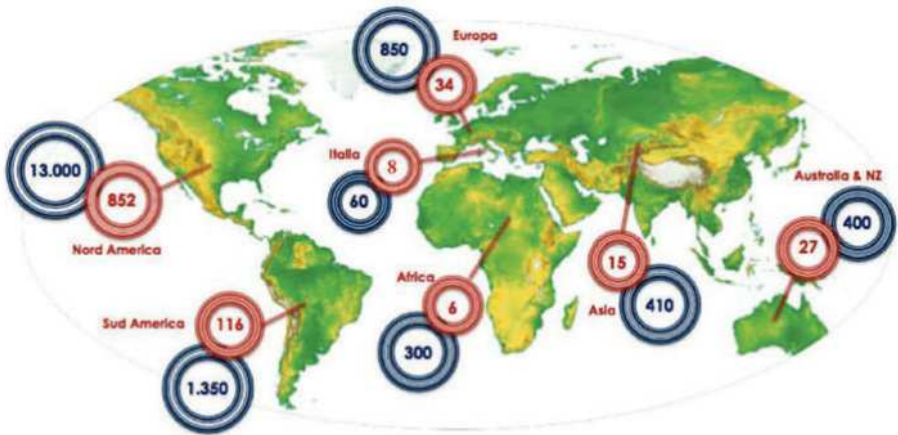 850
Europa
34
Italia
8
60
13.000
852
Nord America
Australia & NZ
400
27
15
Asia
410
Africa
6
300
Sud America
116
1.350